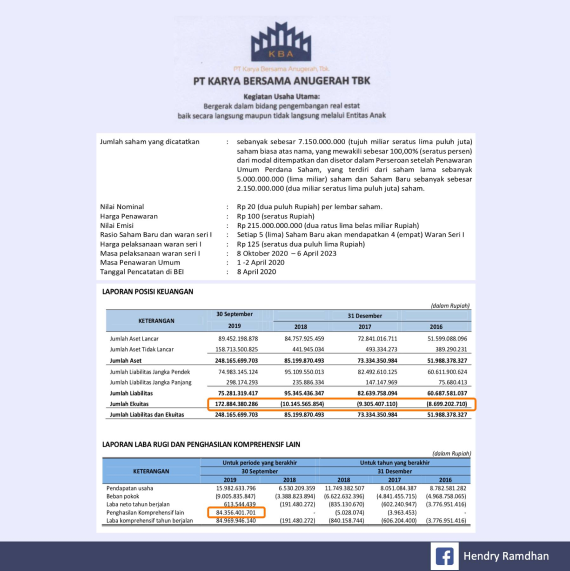 KBA
PT Karya Bersama Anugerah Tbk
PT KARYA BERSAMA ANUGERAH TBK
Kegiatan Usaha Utama:
Bergerak dalam bidang pengembangan real estat
baik secara langsung maupun tidak langsung melalui Entitas Anak
Jumlah saham yang dicatatkan : sebanyak sebesar 7.150.000.000 (tujuh miliar seratus lima puluh juta)
saham biasa atas nama, yang mewakili sebesar 100,00% (seratus persen)
dari modal ditempatkan dan disetor dalam Perseroan setelah Penawaran
Umum Perdana Saham, yang terdiri dari saham lama sebanyak
5.000.000.000 (lima miliar) saham dan Saham Baru sebanyak sebesar
2.150.000.000 (dua miliar seratus lima puluh juta) saham.
Nilai Nominal : Rp 20 (dua puluh Rupiah) per lembar saham.
Harga Penawaran : Rp 100 (seratus Rupiah)
Nilai Emisi : Rp 215.000.000.000 (dua ratus lima belas miliar Rupiah)
Rasio Saham Baru dan waran seri I : Setiap 5 (lima) Saham Baru akan mendapatkan 4 (empat) Waran Seri I
Harga pelaksanaan waran seri I : Rp 125 (seratus dua puluh lima Rupiah)
Masa pelaksanaan waran seri I : 8 Oktober 2020 – 6 April 2023
Masa Penawaran Umum : 1 -2 April 2020
Tanggal Pencatatan di BEI : 8 April 2020
LAPORAN POSISI KEUANGAN
(dalam Rupiah)
KETERANGAN 30 September 31 Desember
2019 2018 2017 2016
Jumlah Aset Lancar 89.452.198.878 84.757.925.459 72.841.016.711 51.599.088.096
Jumlah Aset Tidak Lancar 158.713.500.825 441.945.034 493.334.273 389.290.231
Jumlah Aset 248.165.699.703 85.199.870.493 73.334.350.984 51.988.378.327
Jumlah Liabilitas Jangka Pendek 74.983.145.124 95.109.550.013 82.492.610.125 60.611.900.624
Jumlah Liabilitas Jangka Panjang 298.174.293 235.886.334 147.147.969 75.680.413
Jumlah Liabilitas 75.281.319.417 95.345.436.347 82.639.758.094 60.687.581.037
Jumlah Ekuitas 172.884.380.286 (10.145.565.854) (9.305.407.110) (8.699.202.710)
Jumlah Liabilitas dan Ekuitas 248.165.699.703 85.199.870.493 73.334.350.984 51.988.378.327
LAPORAN LABA RUGI DAN PENGHASILAN KOMPREHENSIF LAIN
(dalam Rupiah)
KETERANGAN Untuk periode yang berakhir Untuk tahun yang berakhir
30 September 31 Desember
2019 2018 2018 2017 2016
Pendapatan usaha 15.982.633.796 6.530.209.359 11.749.382.507 8.051.084.387 8.782.581.282
Beban pokok (9.005.835.847) (3.388.823.894) (6.622.632.396) (4.841.455.715) (4.968.758.065)
Laba neto tahun berjalan 613.544.439 (191.480.272) (835.130.670) (602.240.947) (3.776.951.416)
Penghasilan Komprehensif lain 84.356.401.701 - (5.028.074) (3.963.453) -
Laba komprehensif tahun berjalan 84.969.946.140 (191.480.272) (840.158.744) (606.204.400) (3.776.951.416)
Hendry Ramdhan